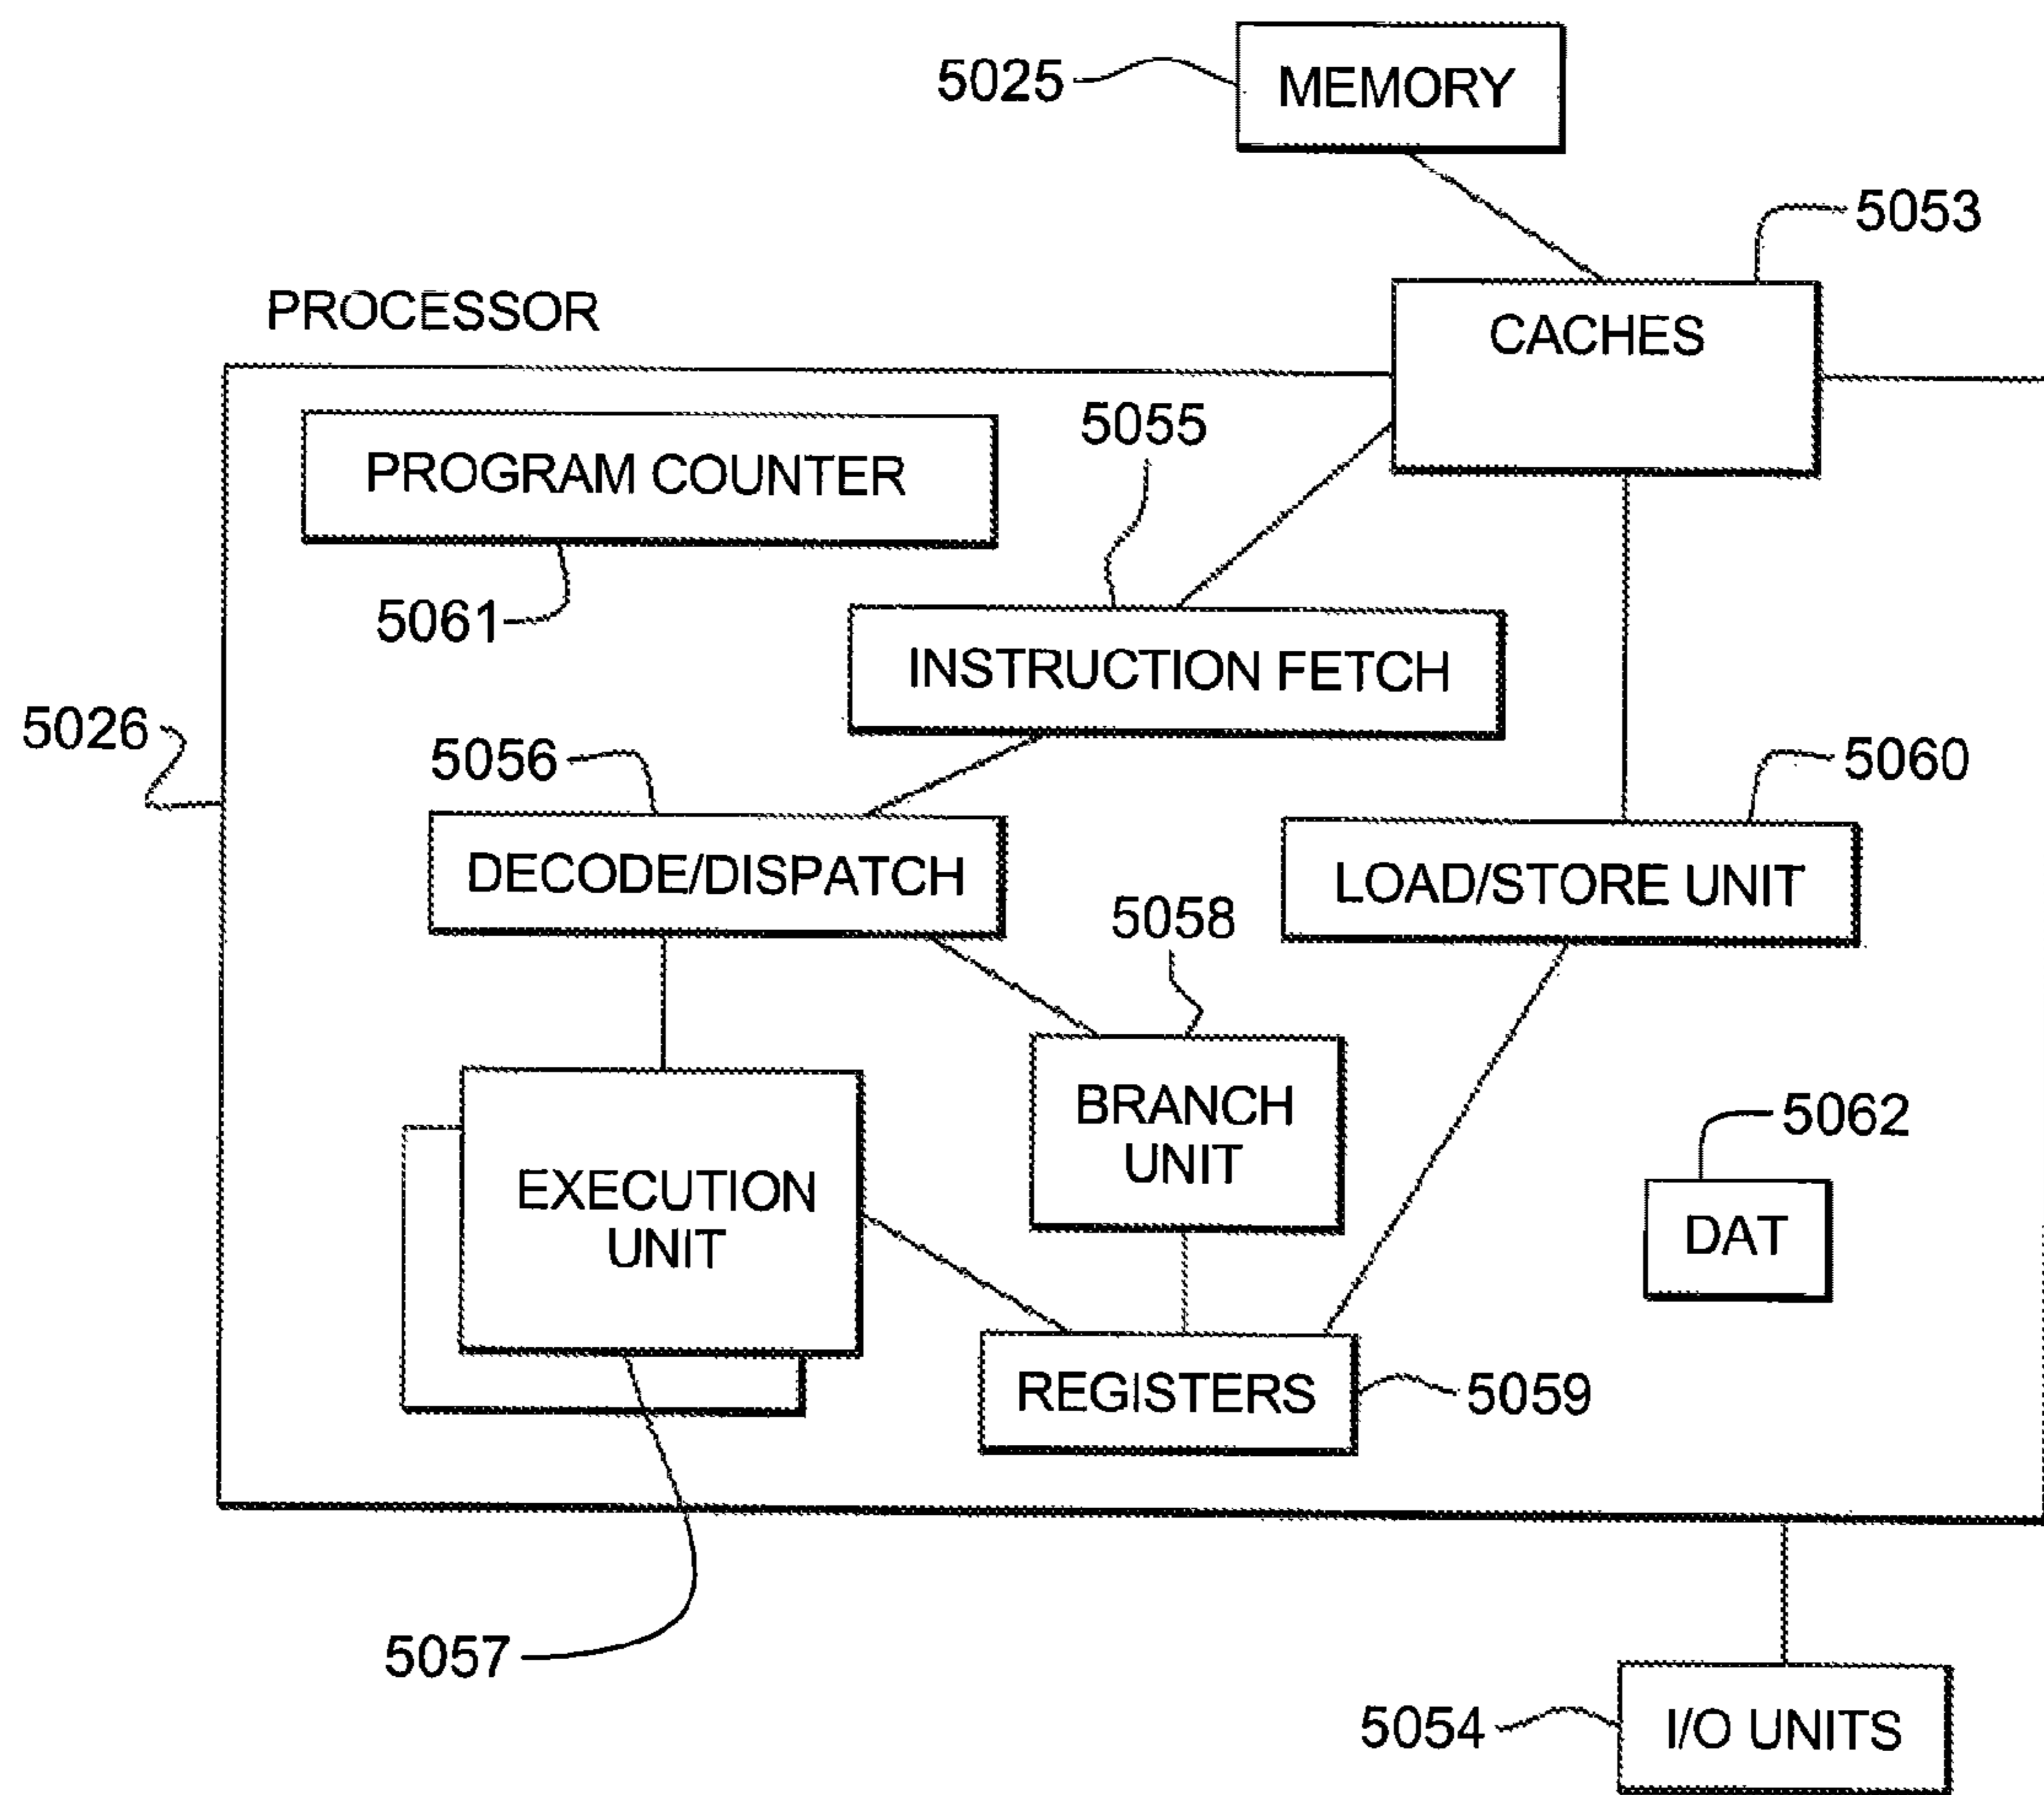 5025
MEMORY
5053
PROCESSOR
CACHES
5055
PROGRAM COUNTER
5061
INSTRUCTION FETCH
5026
5056
5060
DECODE/DISPATCH
LOAD/STORE UNIT
5058
BRANCH
UNIT
5062
EXECUTION
UNIT
DAT
REGISTERS
5059
5057
5054
I/O UNITS